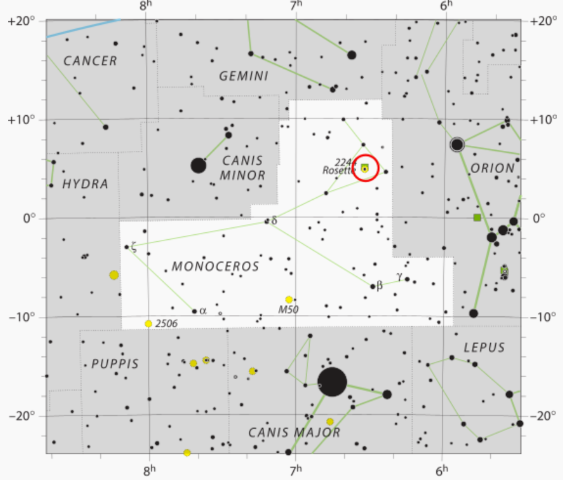 8ʰ 7ʰ 6ʰ
+20° +20°
CANCER
GEMINI
+10° +10°
2244
Rosette
CANIS
MINOR
ORION
HYDRA
0° 0°
δ
ζ
MONOCEROS
β γ
α
M50
2506
−10° −10°
LEPUS
PUPPIS
−20° −20°
CANIS MAJOR
8ʰ 7ʰ 6ʰ